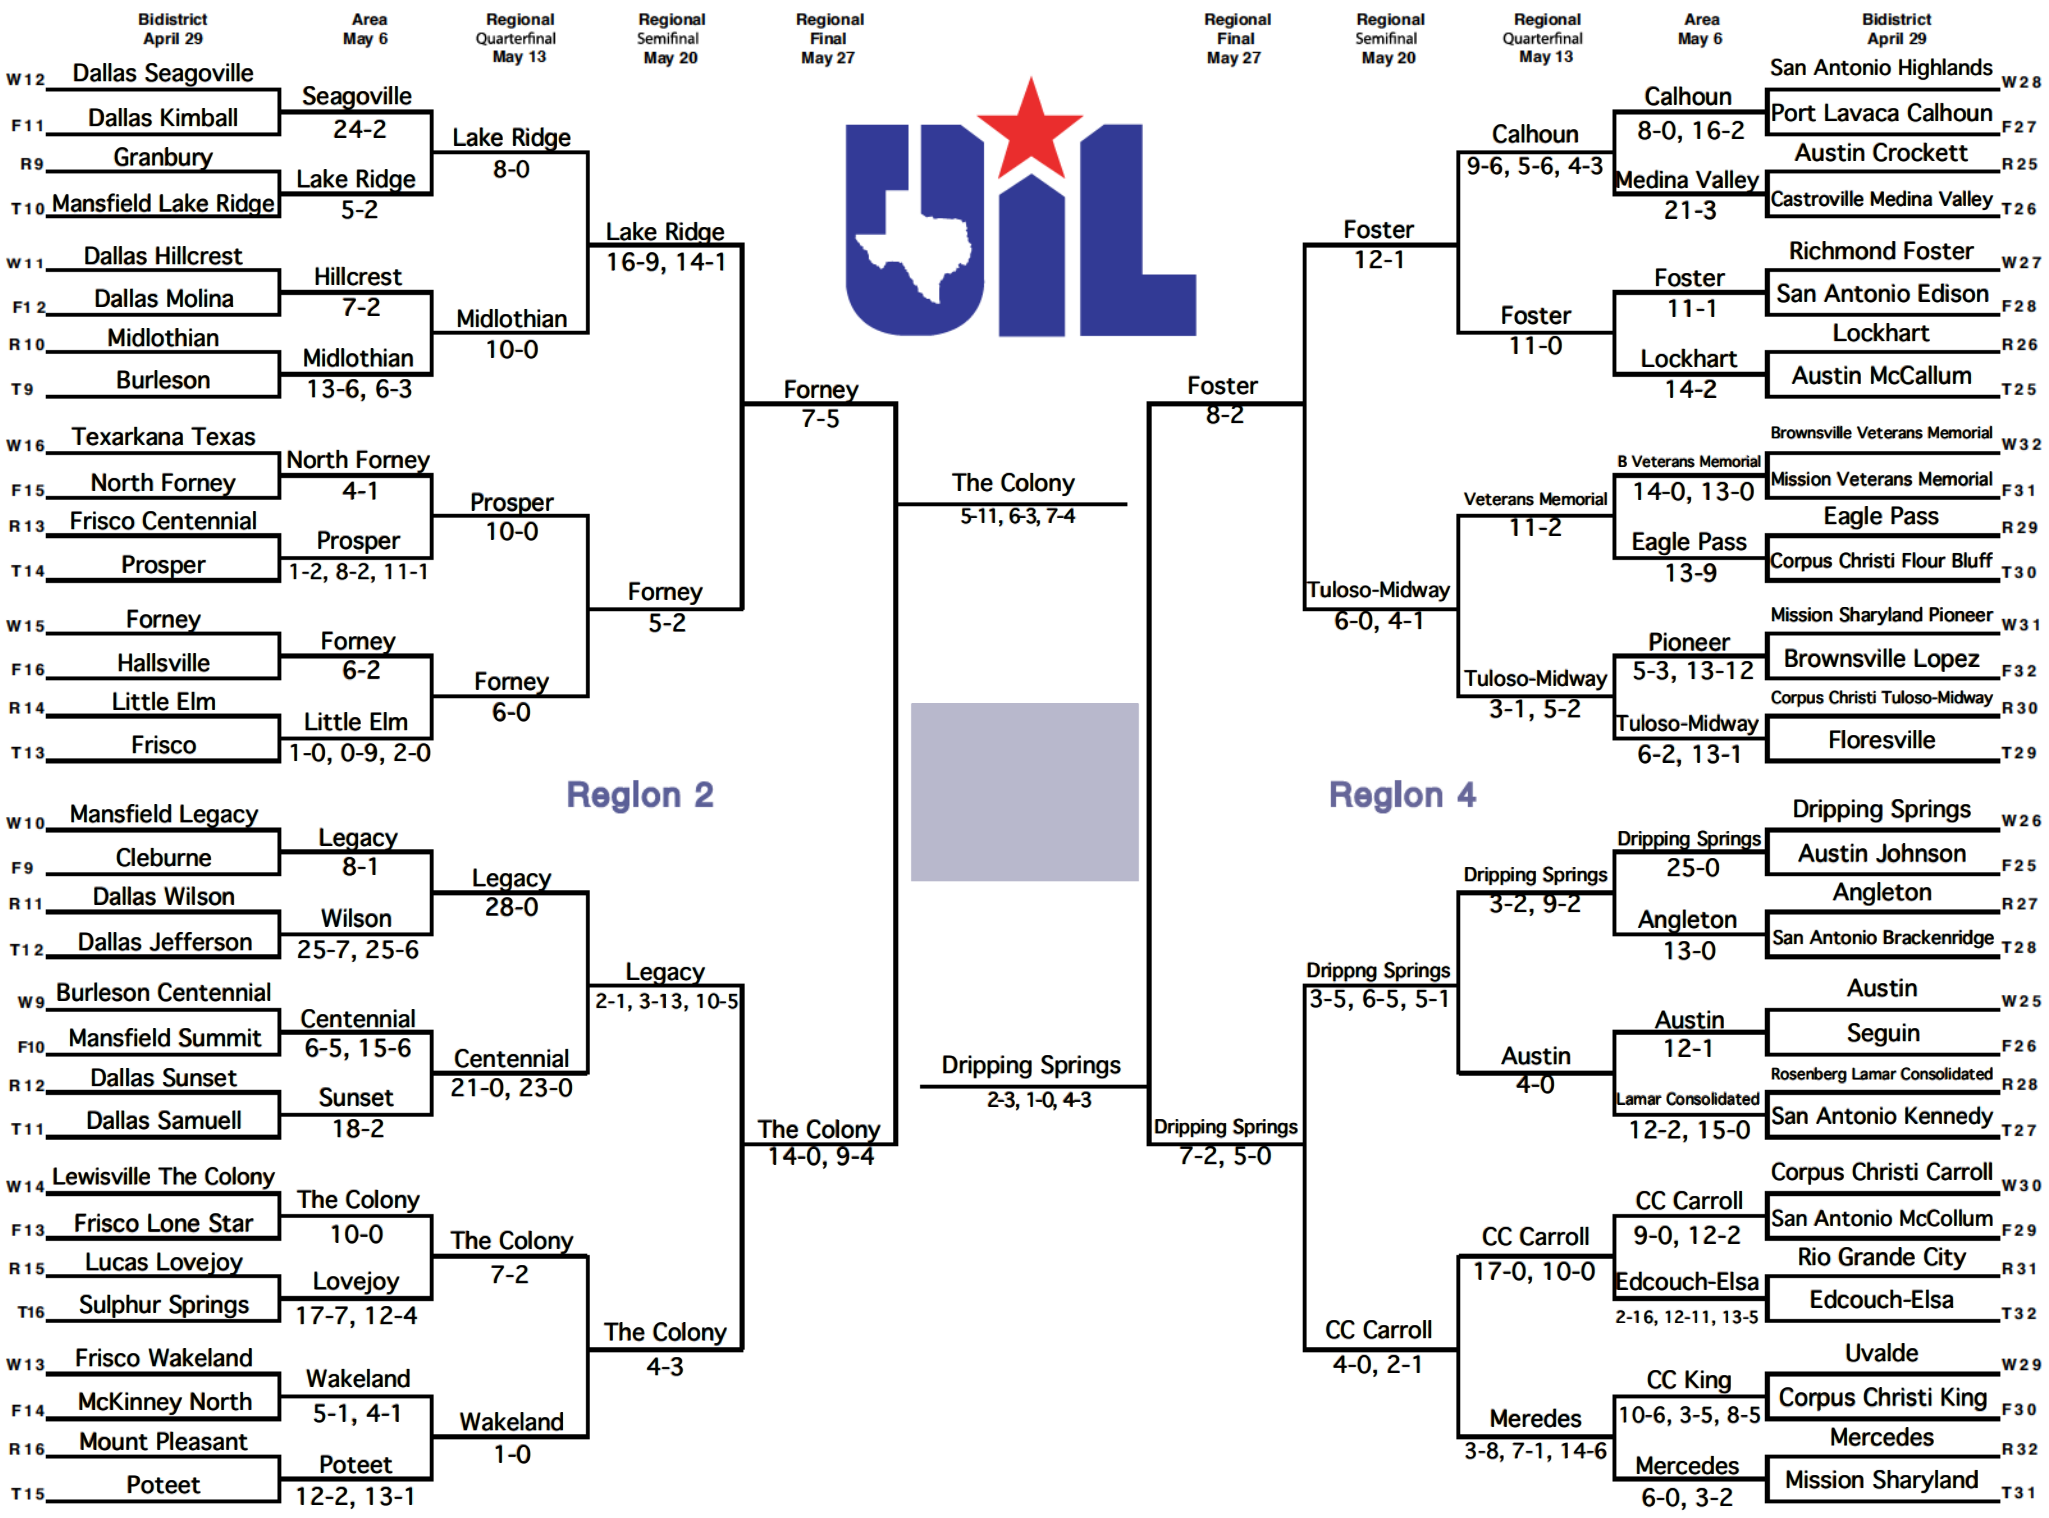 Bidistrict
April 29
Area
May 6
Regional
Quarterfinal
May 13
Regional
Semifinal
May 20
Regional
Final
May 27
Regional
Final
May 27
Regional
Semifinal
May 20
Regional
Quarterfinal
May 13
Area
May 6
Bidistrict
April 29
W12 Dallas Seagoville
F11 Dallas Kimball
R9 Granbury
T10 Mansfield Lake Ridge
W11 Dallas Hillcrest
F12 Dallas Molina
R10 Midlothian
T9 Burleson
W16 Texarkana Texas
F15 North Forney
R13 Frisco Centennial
T14 Prosper
W15 Forney
F16 Hallsville
R14 Little Elm
T13 Frisco
W10 Mansfield Legacy
F9 Cleburne
R11 Dallas Wilson
T12 Dallas Jefferson
W9 Burleson Centennial
F10 Mansfield Summit
R12 Dallas Sunset
T11 Dallas Samuell
W14 Lewisville The Colony
F13 Frisco Lone Star
R15 Lucas Lovejoy
T16 Sulphur Springs
W13 Frisco Wakeland
F14 McKinney North
R16 Mount Pleasant
T15 Poteet
Seagoville
24-2
Lake Ridge
5-2
Hillcrest
7-2
Midlothian
13-6, 6-3
North Forney
4-1
Prosper
1-2, 8-2, 11-1
Forney
6-2
Little Elm
1-0, 0-9, 2-0
Legacy
8-1
Wilson
25-7, 25-6
Centennial
6-5, 15-6
Sunset
18-2
The Colony
10-0
Lovejoy
17-7, 12-4
Wakeland
5-1, 4-1
Poteet
12-2, 13-1
Lake Ridge
8-0
Midlothian
10-0
Prosper
10-0
Forney
6-0
Legacy
28-0
Centennial
21-0, 23-0
The Colony
7-2
Wakeland
1-0
Lake Ridge
16-9, 14-1
Forney
5-2
Region 2
Legacy
2-1, 3-13, 10-5
The Colony
4-3
Forney
7-5
The Colony
14-0, 9-4
UIL
The Colony
5-11, 6-3, 7-4
Dripping Springs
2-3, 1-0, 4-3
Foster
8-2
Dripping Springs
7-2, 5-0
Foster
12-1
Tuloso-Midway
6-0, 4-1
Region 4
Drippng Springs
3-5, 6-5, 5-1
CC Carroll
4-0, 2-1
Calhoun
9-6, 5-6, 4-3
Foster
11-0
Veterans Memorial
11-2
Tuloso-Midway
3-1, 5-2
Dripping Springs
3-2, 9-2
Austin
4-0
CC Carroll
17-0, 10-0
Meredes
3-8, 7-1, 14-6
Calhoun
8-0, 16-2
Medina Valley
21-3
Foster
11-1
Lockhart
14-2
B Veterans Memorial
14-0, 13-0
Eagle Pass
13-9
Pioneer
5-3, 13-12
Tuloso-Midway
6-2, 13-1
Dripping Springs
25-0
Angleton
13-0
Austin
12-1
Lamar Consolidated
12-2, 15-0
CC Carroll
9-0, 12-2
Edcouch-Elsa
2-16, 12-11, 13-5
CC King
10-6, 3-5, 8-5
Mercedes
6-0, 3-2
San Antonio Highlands W28
Port Lavaca Calhoun F27
Austin Crockett R25
Castroville Medina Valley T26
Richmond Foster W27
San Antonio Edison F28
Lockhart R26
Austin McCallum T25
Brownsville Veterans Memorial W32
Mission Veterans Memorial F31
Eagle Pass R29
Corpus Christi Flour Bluff T30
Mission Sharyland Pioneer W31
Brownsville Lopez F32
Corpus Christi Tuloso-Midway R30
Floresville T29
Dripping Springs W26
Austin Johnson F25
Angleton R27
San Antonio Brackenridge T28
Austin W25
Seguin F26
Rosenberg Lamar Consolidated R28
San Antonio Kennedy T27
Corpus Christi Carroll W30
San Antonio McCollum F29
Rio Grande City R31
Edcouch-Elsa T32
Uvalde W29
Corpus Christi King F30
Mercedes R32
Mission Sharyland T31